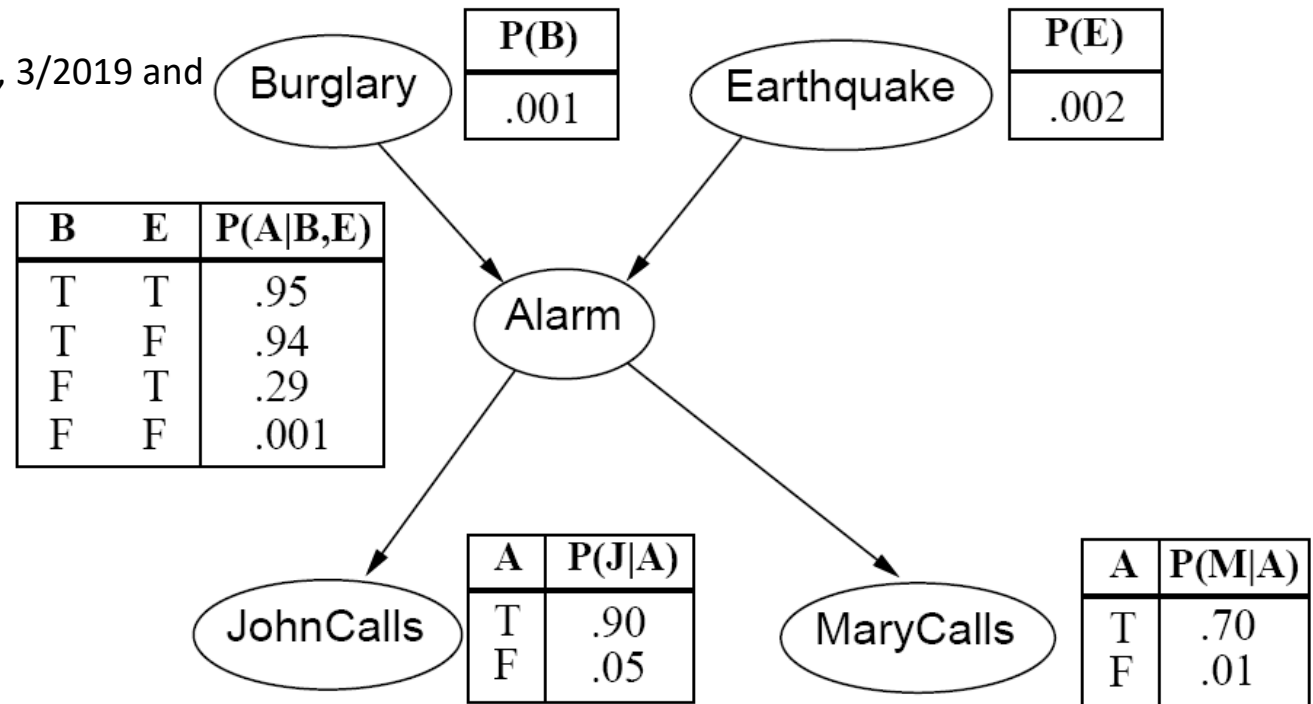 , 3/2019 and
Burglary
P(B)
.001
Earthquake
P(E)
.002
B E P(A|B,E)
T T .95
T F .94
F T .29
F F .001
Alarm
JohnCalls
A P(J|A)
T .90
F .05
MaryCalls
A P(M|A)
T .70
F .01